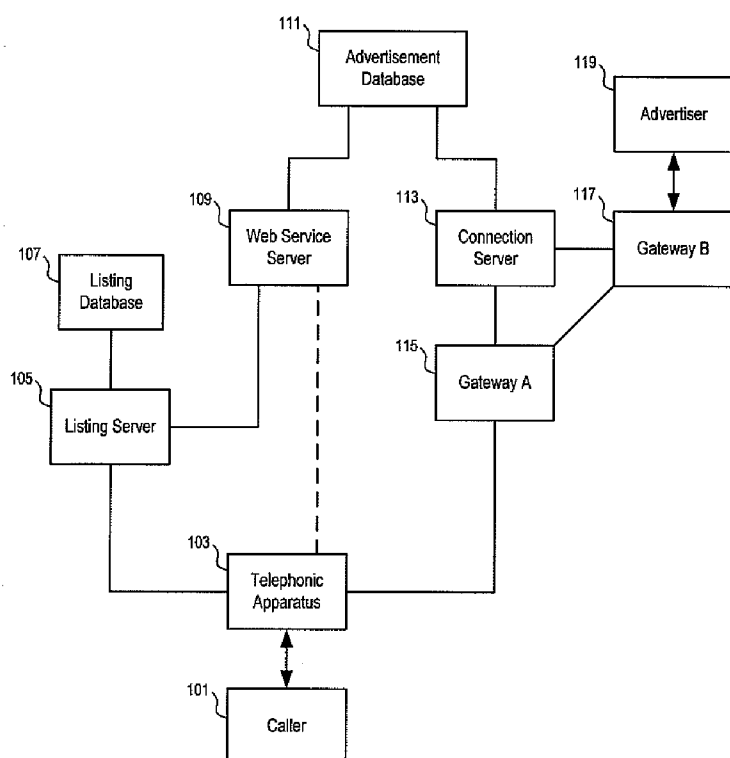 111
Advertisement
Database
119
Advertiser
109
Web Service
Server
113
Connection
Server
117
Gateway B
107
Listing
Database
115
Gateway A
105
Listing Server
103
Telephonic
Apparatus
101
Caller